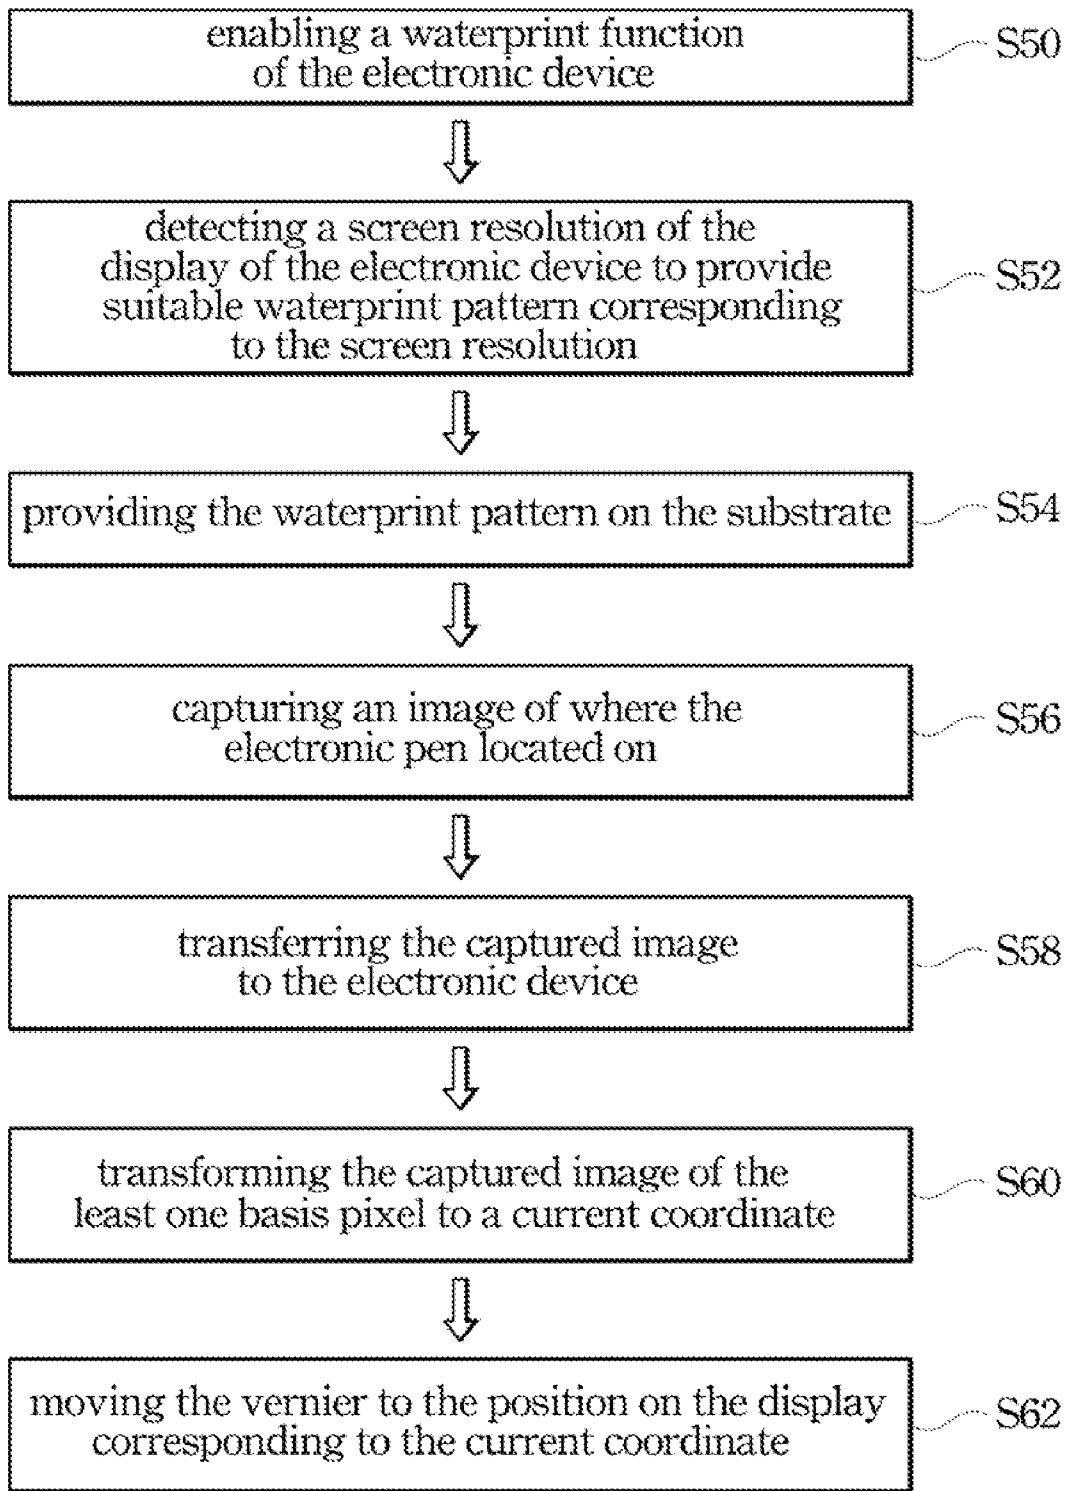 enabling a waterprint function
of the electronic device
S50
detecting a screen resolution of the
display of the electronic device to provide
suitable waterprint pattern corresponding
to the screen resolution
S52
providing the waterprint pattern on the substrate
S54
capturing an image of where the
electronic pen located on
S56
transferring the captured image
to the electronic device
S58
transforming the captured image of the
least one basis pixel to a current coordinate
S60
moving the vernier to the position on the display
corresponding to the current coordinate
S62